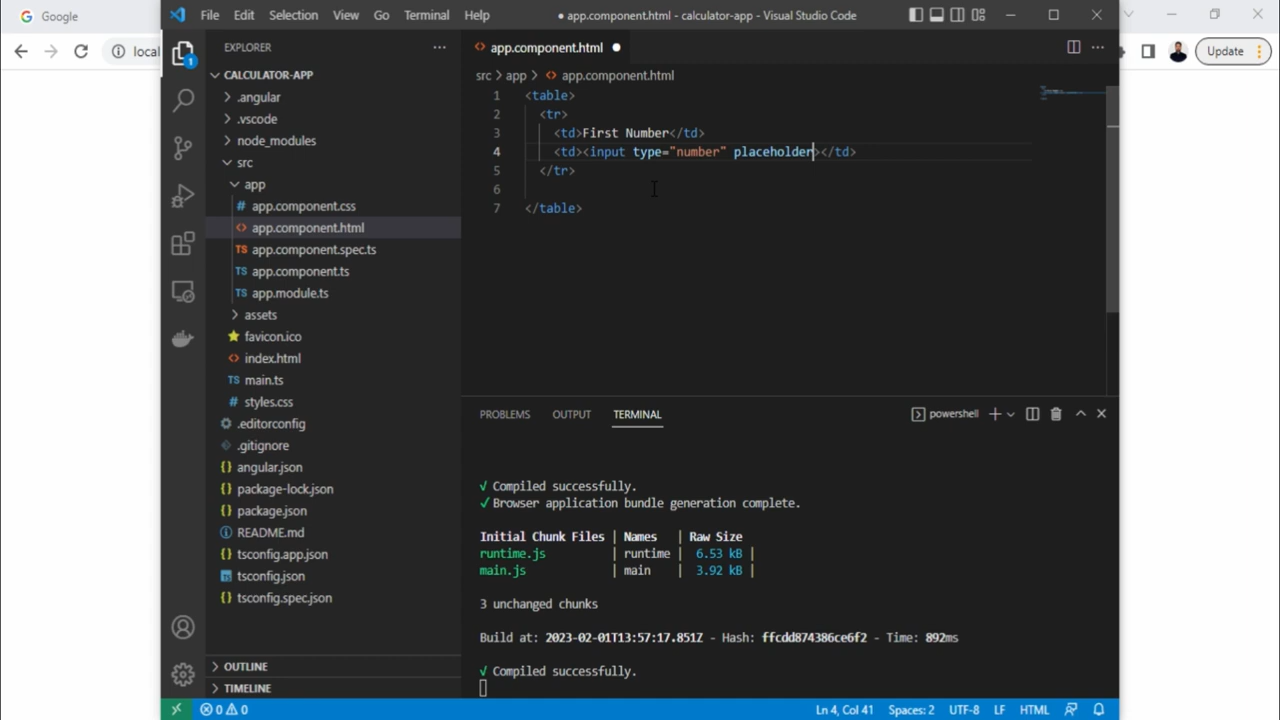 Google
File Edit Selection View Go Terminal Help
● app.component.html - calculator-app - Visual Studio Code
local
Update
1
EXPLORER
CALCULATOR-APP
.angular
.vscode
node_modules
src
app
# app.component.css
<> app.component.html
TS app.component.spec.ts
TS app.component.ts
TS app.module.ts
assets
favicon.ico
<> index.html
TS main.ts
# styles.css
.editorconfig
.gitignore
{} angular.json
{} package-lock.json
{} package.json
README.md
{} tsconfig.app.json
tsconfig.json
{} tsconfig.spec.json
OUTLINE
TIMELINE
<> app.component.html ●
src > app > <> app.component.html
1 <table>
2 <tr>
3 <td>First Number</td>
4 <td><input type="number" placeholder></td>
5 </tr>
6
7 </table>
PROBLEMS OUTPUT TERMINAL
powershell
√ Compiled successfully.
√ Browser application bundle generation complete.
Initial Chunk Files | Names | Raw Size
runtime.js | runtime | 6.53 kB |
main.js | main | 3.92 kB |
3 unchanged chunks
Build at: 2023-02-01T13:57:17.851Z - Hash: ffcdd874386ce6f2 - Time: 892ms
√ Compiled successfully.
0 0
Ln 4, Col 41 Spaces: 2 UTF-8 LF HTML